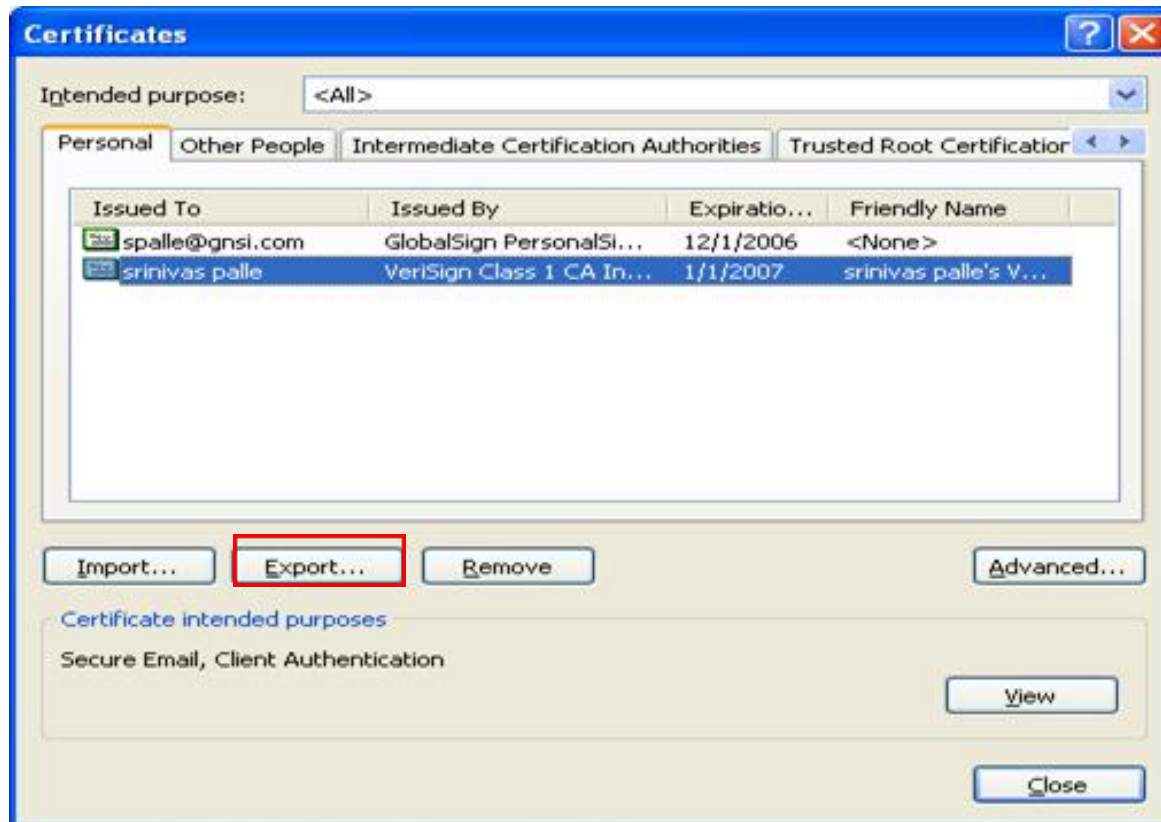 Certificates
Intended purpose: <All>
Personal Other People Intermediate Certification Authorities Trusted Root Certification
Issued To Issued By Expiratio... Friendly Name
spalle@gnsi.com GlobalSign PersonalSi... 12/1/2006 <None>
srinivas palle VeriSign Class 1 CA In... 1/1/2007 srinivas palle's V...
Import... Export... Remove Advanced...
Certificate intended purposes
Secure Email, Client Authentication
View
Close